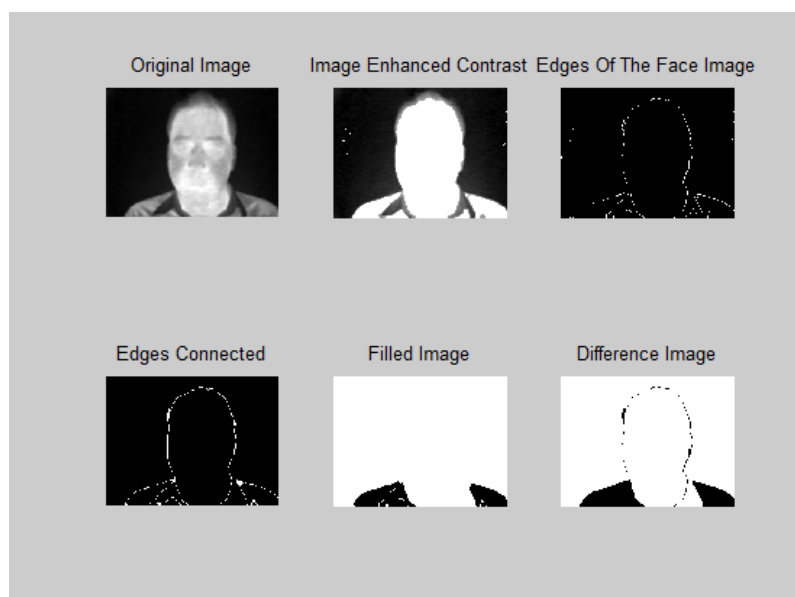 Original Image
Image Enhanced Contrast
Edges Of The Face Image
Edges Connected
Filled Image
Difference Image